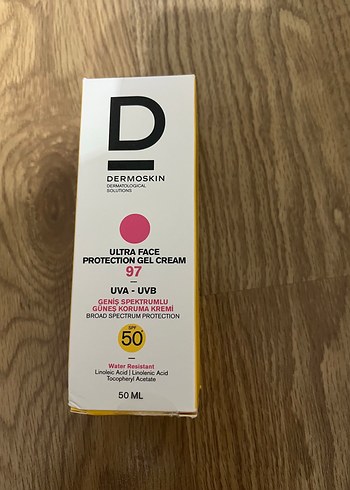 D
DERMOSKIN
DERMATOLOGICAL
SOLUTIONS
ULTRA FACE
PROTECTION GEL CREAM
97
UVA - UVB
GENİŞ SPEKTRUMLU
GÜNEŞ KORUMA KREMİ
BROAD SPECTRUM PROTECTION
SPF
50+
Water Resistant
Linoleic Acid | Linolenic Acid
Tocopheryl Acetate
50 ML